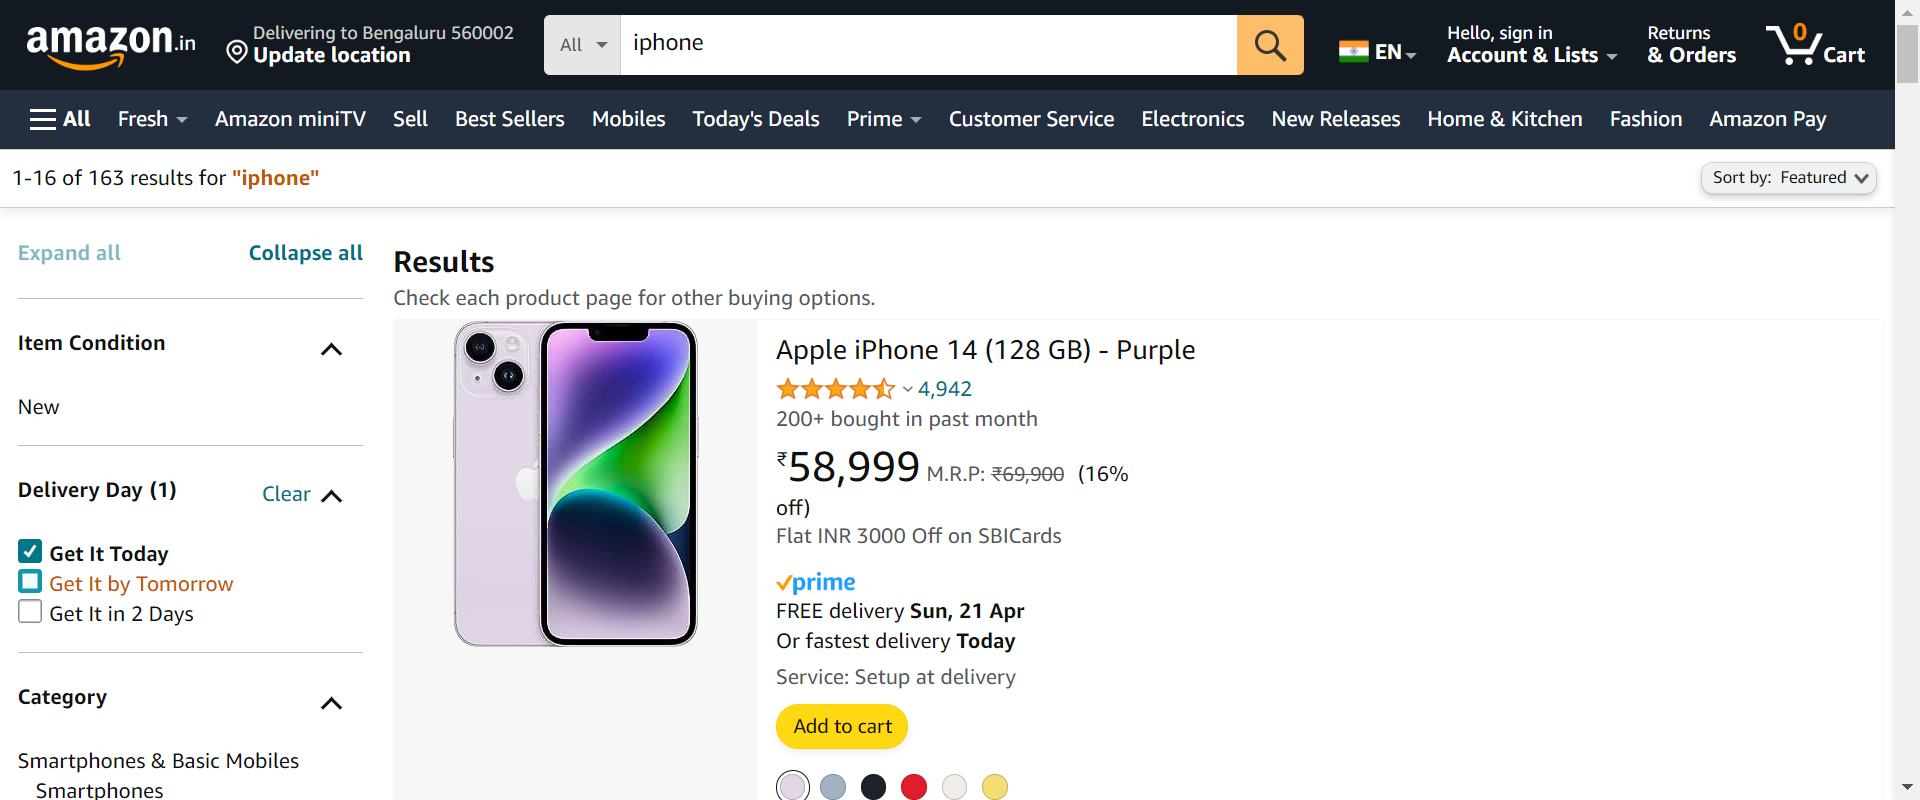 amazon.in
Delivering to Bengaluru 560002
Update location
All
iphone
EN
Hello, sign in
Account & Lists
Returns
& Orders
0
Cart
All
Fresh
Amazon miniTV
Sell
Best Sellers
Mobiles
Today's Deals
Prime
Customer Service
Electronics
New Releases
Home & Kitchen
Fashion
Amazon Pay
1-16 of 163 results for "iphone"
Sort by: Featured
Expand all
Collapse all
Item Condition
New
Delivery Day (1)
Clear
Get It Today
Get It by Tomorrow
Get It in 2 Days
Category
Smartphones & Basic Mobiles
Smartphones
Results
Check each product page for other buying options.
Apple iPhone 14 (128 GB) - Purple
4,942
200+ bought in past month
₹58,999 M.R.P: ₹69,900 (16%
off)
Flat INR 3000 Off on SBICards
prime
FREE delivery Sun, 21 Apr
Or fastest delivery Today
Service: Setup at delivery
Add to cart